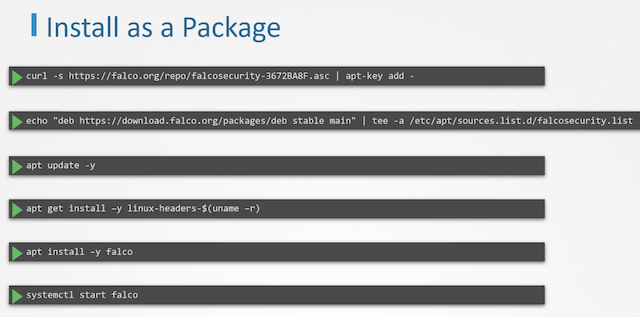 Install as a Package
curl -s https://falco.org/repo/falcosecurity-3672BA8F.asc | apt-key add -
echo "deb https://download.falco.org/packages/deb stable main" | tee -a /etc/apt/sources.list.d/falcosecurity.list
apt update -y
apt get install –y linux-headers-$(uname –r)
apt install –y falco
systemctl start falco